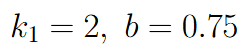 k₁ = 2, b = 0.75